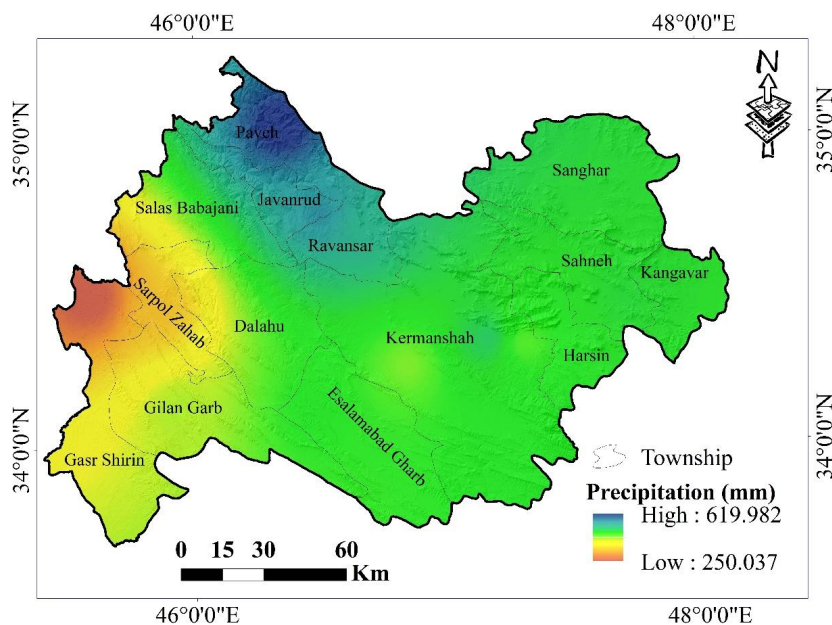 46°0'0"E
48°0'0"E
N
35°0'0"N
35°0'0"N
Paveh
Sanghar
Javanrud
Salas Babajani
Ravansar
Sahneh
Kangavar
Sarpol Zahab
Dalahu
Kermanshah
Harsin
Gilan Garb
Esalamabad Gharb
34°0'0"N
34°0'0"N
Gasr Shirin
Township
Precipitation (mm)
High : 619.982
Low : 250.037
0 15 30 60
Km
46°0'0"E
48°0'0"E